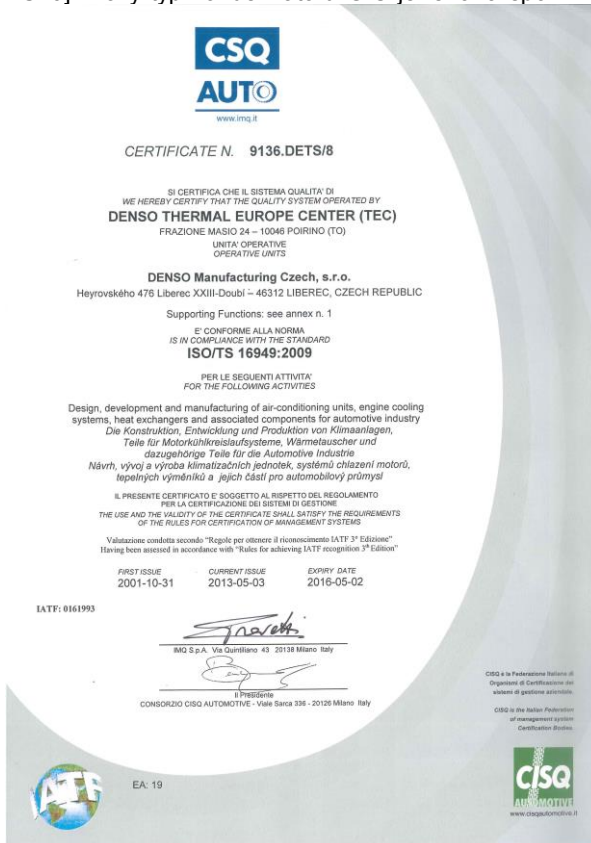 CSQ
AUTO
www.imq.it
CERTIFICATE N. 9136.DETS/8
SI CERTIFICA CHE IL SISTEMA QUALITA' DI
WE HEREBY CERTIFY THAT THE QUALITY SYSTEM OPERATED BY
DENSO THERMAL EUROPE CENTER (TEC)
FRAZIONE MASIO 24 – 10046 POIRINO (TO)
UNITA' OPERATIVE
OPERATIVE UNITS
DENSO Manufacturing Czech, s.r.o.
Heyrovského 476 Liberec XXIII-Doubí – 46312 LIBEREC, CZECH REPUBLIC
Supporting Functions: see annex n. 1
E' CONFORME ALLA NORMA
IS IN COMPLIANCE WITH THE STANDARD
ISO/TS 16949:2009
PER LE SEGUENTI ATTIVITA'
FOR THE FOLLOWING ACTIVITIES
Design, development and manufacturing of air-conditioning units, engine cooling
systems, heat exchangers and associated components for automotive industry
Die Konstruktion, Entwicklung und Produktion von Klimaanlagen,
Teile für Motorkühlkreislaufsysteme, Wärmetauscher und
dazugehörige Teile für die Automotive Industrie
Návrh, vývoj a výroba klimatizačních jednotek, systémů chlazení motorů,
tepelných výměníků a jejich částí pro automobilový průmysl
IL PRESENTE CERTIFICATO E' SOGGETTO AL RISPETTO DEL REGOLAMENTO
PER LA CERTIFICAZIONE DEI SISTEMI DI GESTIONE
THE USE AND THE VALIDITY OF THE CERTIFICATE SHALL SATISFY THE REQUIREMENTS
OF THE RULES FOR CERTIFICATION OF MANAGEMENT SYSTEMS
Valutazione condotta secondo "Regole per ottenere il riconoscimento IATF 3ª Edizione"
Having been assessed in accordance with "Rules for achieving IATF recognition 3rd Edition"
FIRST ISSUE CURRENT ISSUE EXPIRY DATE
2001-10-31 2013-05-03 2016-05-02
IATF: 0161993
IMQ S.p.A. Via Quintiliano 43 20138 Milano Italy
Il Presidente
CONSORZIO CISQ AUTOMOTIVE - Viale Sarca 336 - 20126 Milano Italy
CISQ è la Federazione Italiana di
Organismi di Certificazione dei
sistemi di gestione aziendale.
CISQ is the Italian Federation
of management system
Certification Bodies.
EA: 19
IATF
CISQ
AUTOMOTIVE
www.cisqautomotive.it